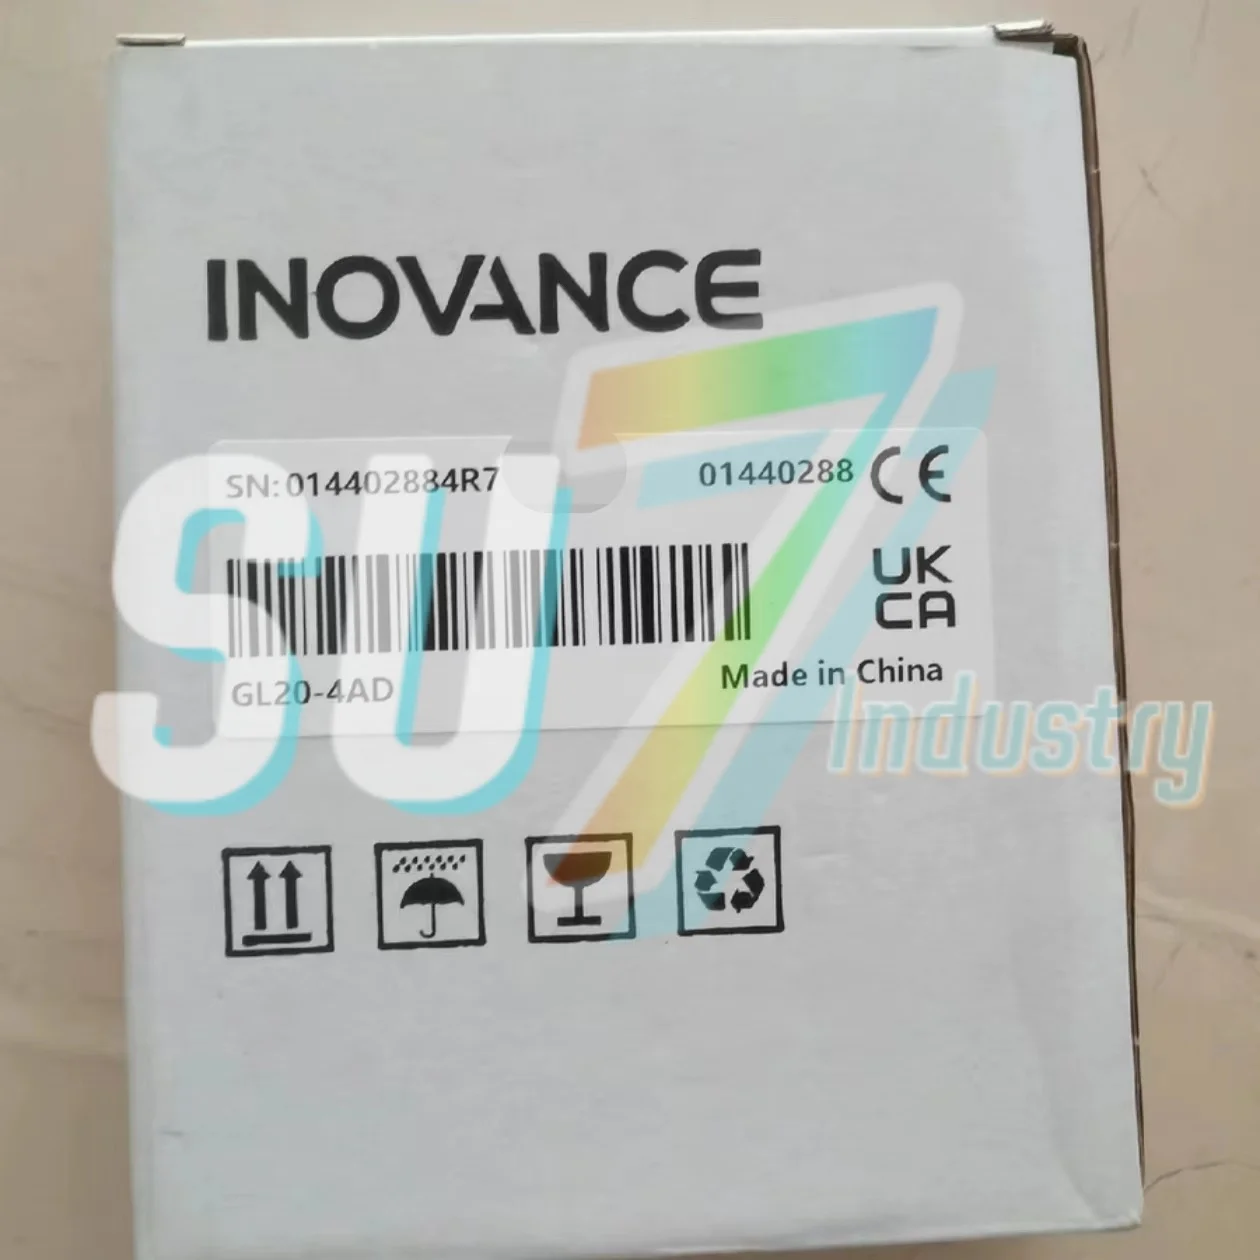 INOVANCE
SN:014402884R7
01440288 CE
UK
CA
GL20-4AD
Made in China
SU7
Industry